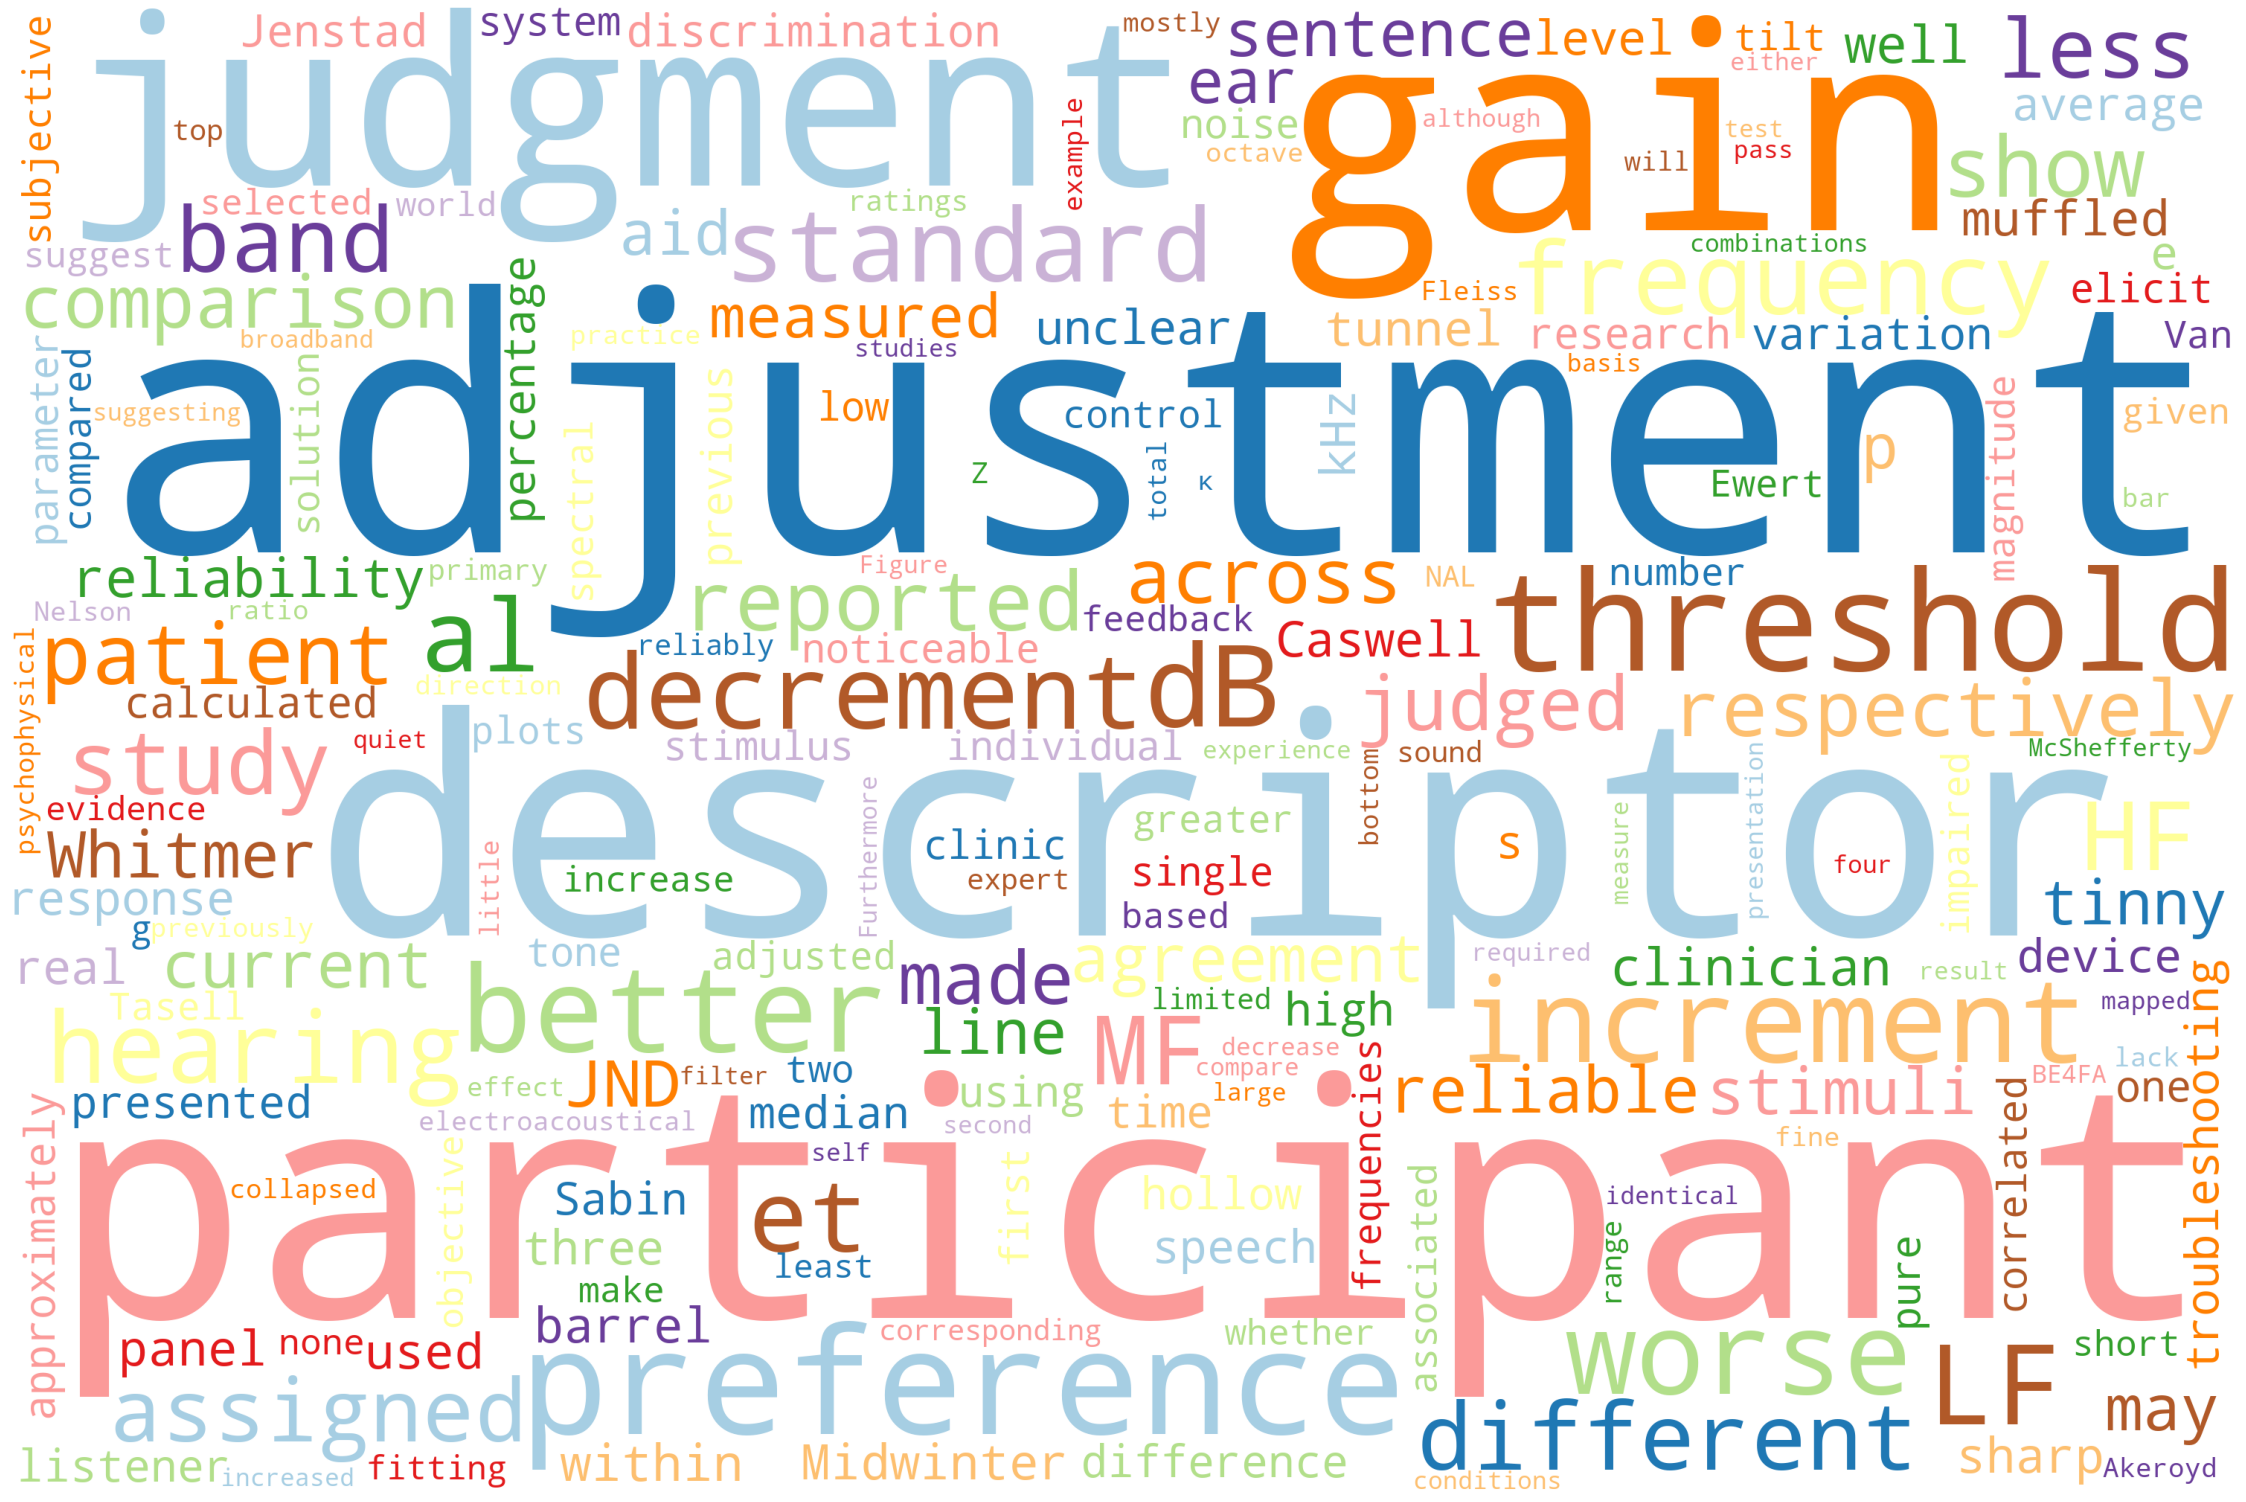 subjective
Jenstad
system
discrimination
mostly
sentence
level
tilt
well
less
judgment
gain
top
ear
either
average
example
noise
although
test
octave
will
pass
show
selected
world
ratings
muffled
suggest
band
aid
standard
combinations
e
comparison
frequency
percentage
measured
Fleiss
elicit
unclear
tunnel
research
variation
Van
broadband
practice
studies
basis
adjustment
parameter
compared
suggesting
solution
spectral
previous
low
control
kHz
magnitude
given
p
Z
total
κ
Ewert
bar
reliability
primary
Figure
across
NAL
number
threshold
Nelson
ratio
al
reported
feedback
Caswell
patient
reliably
noticeable
psychophysical
direction
decrement
dB
judged
respectively
calculated
study
quiet
plots
stimulus
individual
experience
sound
McShefferty
descriptor
evidence
Furthermore
bottom
greater
measure
presentation
impaired
HF
Whitmer
little
clinic
s
four
response
increase
expert
single
tinny
g
previously
based
real
current
tone
adjusted
agreement
required
clinician
result
device
Tasell
better
made
limited
high
increment
mapped
troubleshooting
hearing
line
MF
decrease
compare
lack
presented
effect
JND
filter
two
using
large
frequencies
reliable
stimuli
BE4FA
one
approximately
electroacoustical
median
second
time
correlated
participant
objective
self
fine
collapsed
Sabin
et
first
hollow
associated
identical
three
least
speech
range
pure
make
panel
none
used
barrel
corresponding
whether
worse
short
assigned
preference
LF
may
different
listener
increased
fitting
within
Midwinter
difference
conditions
sharp
Akeroyd